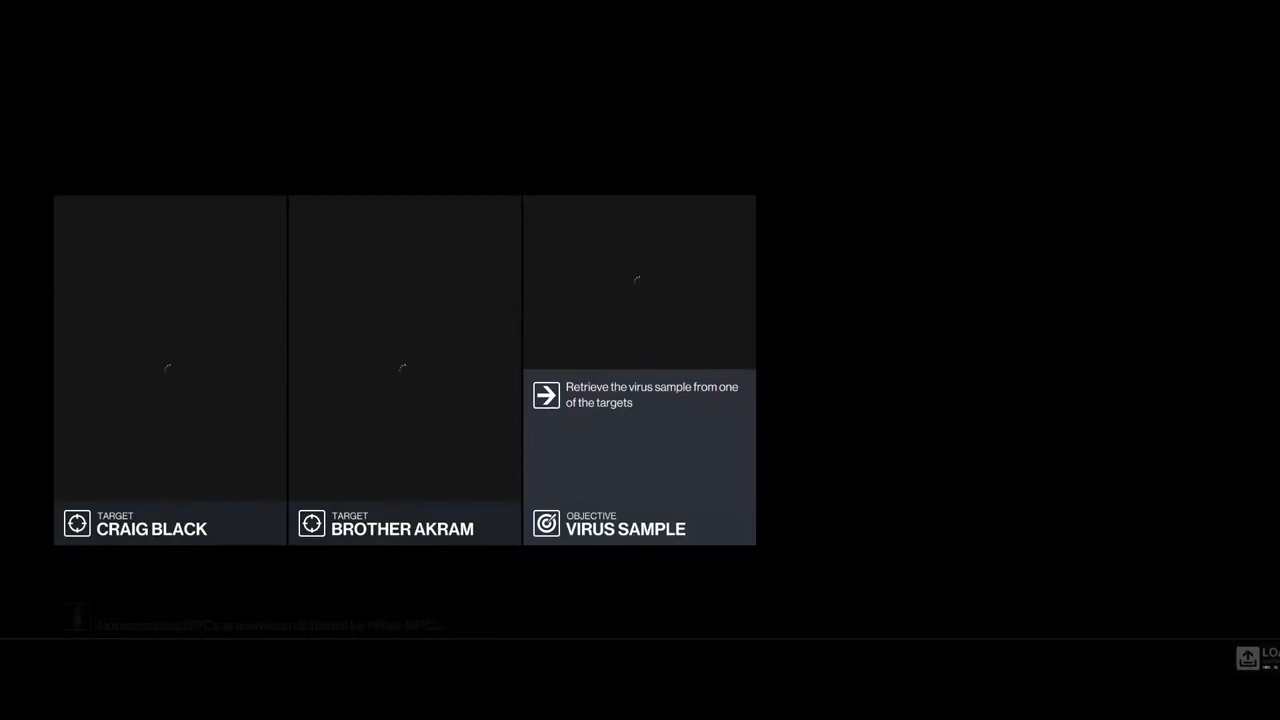 Retrieve the virus sample from one
of the targets
TARGET
CRAIG BLACK
TARGET
BROTHER AKRAM
OBJECTIVE
VIRUS SAMPLE